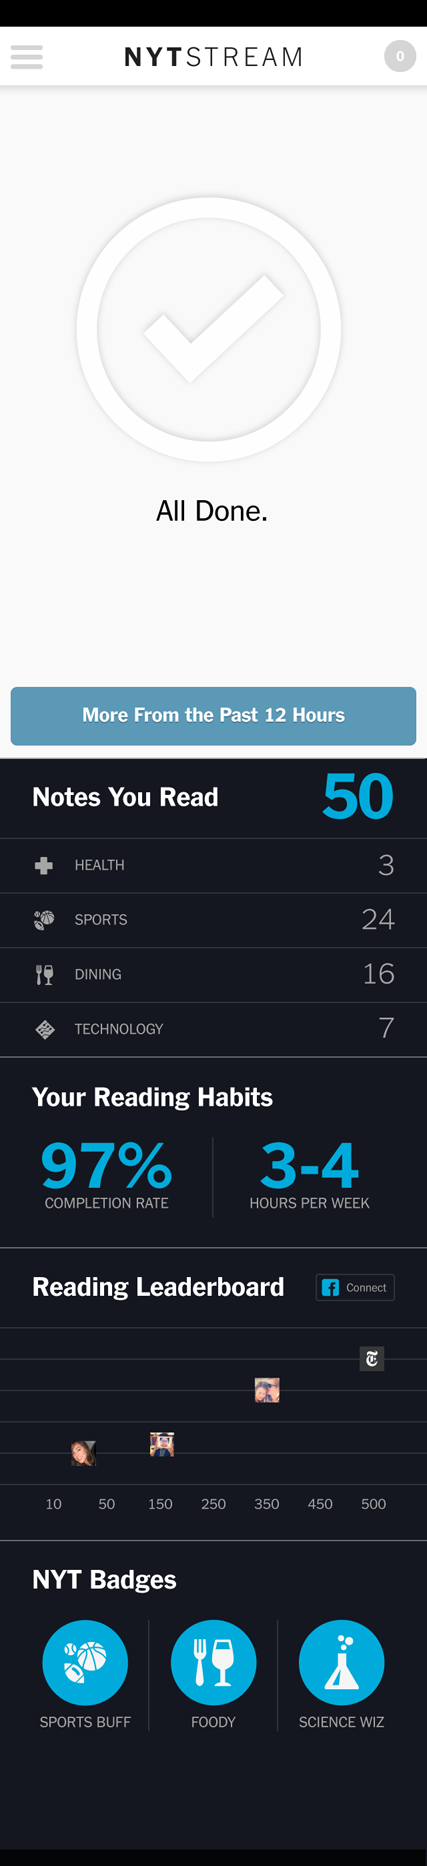 NYTSTREAM
0
All Done.
More From the Past 12 Hours
Notes You Read 50
HEALTH 3
SPORTS 24
DINING 16
TECHNOLOGY 7
Your Reading Habits
97% 3-4
COMPLETION RATE HOURS PER WEEK
Reading Leaderboard
f Connect
T
10 50 150 250 350 450 500
NYT Badges
SPORTS BUFF FOODY SCIENCE WIZ